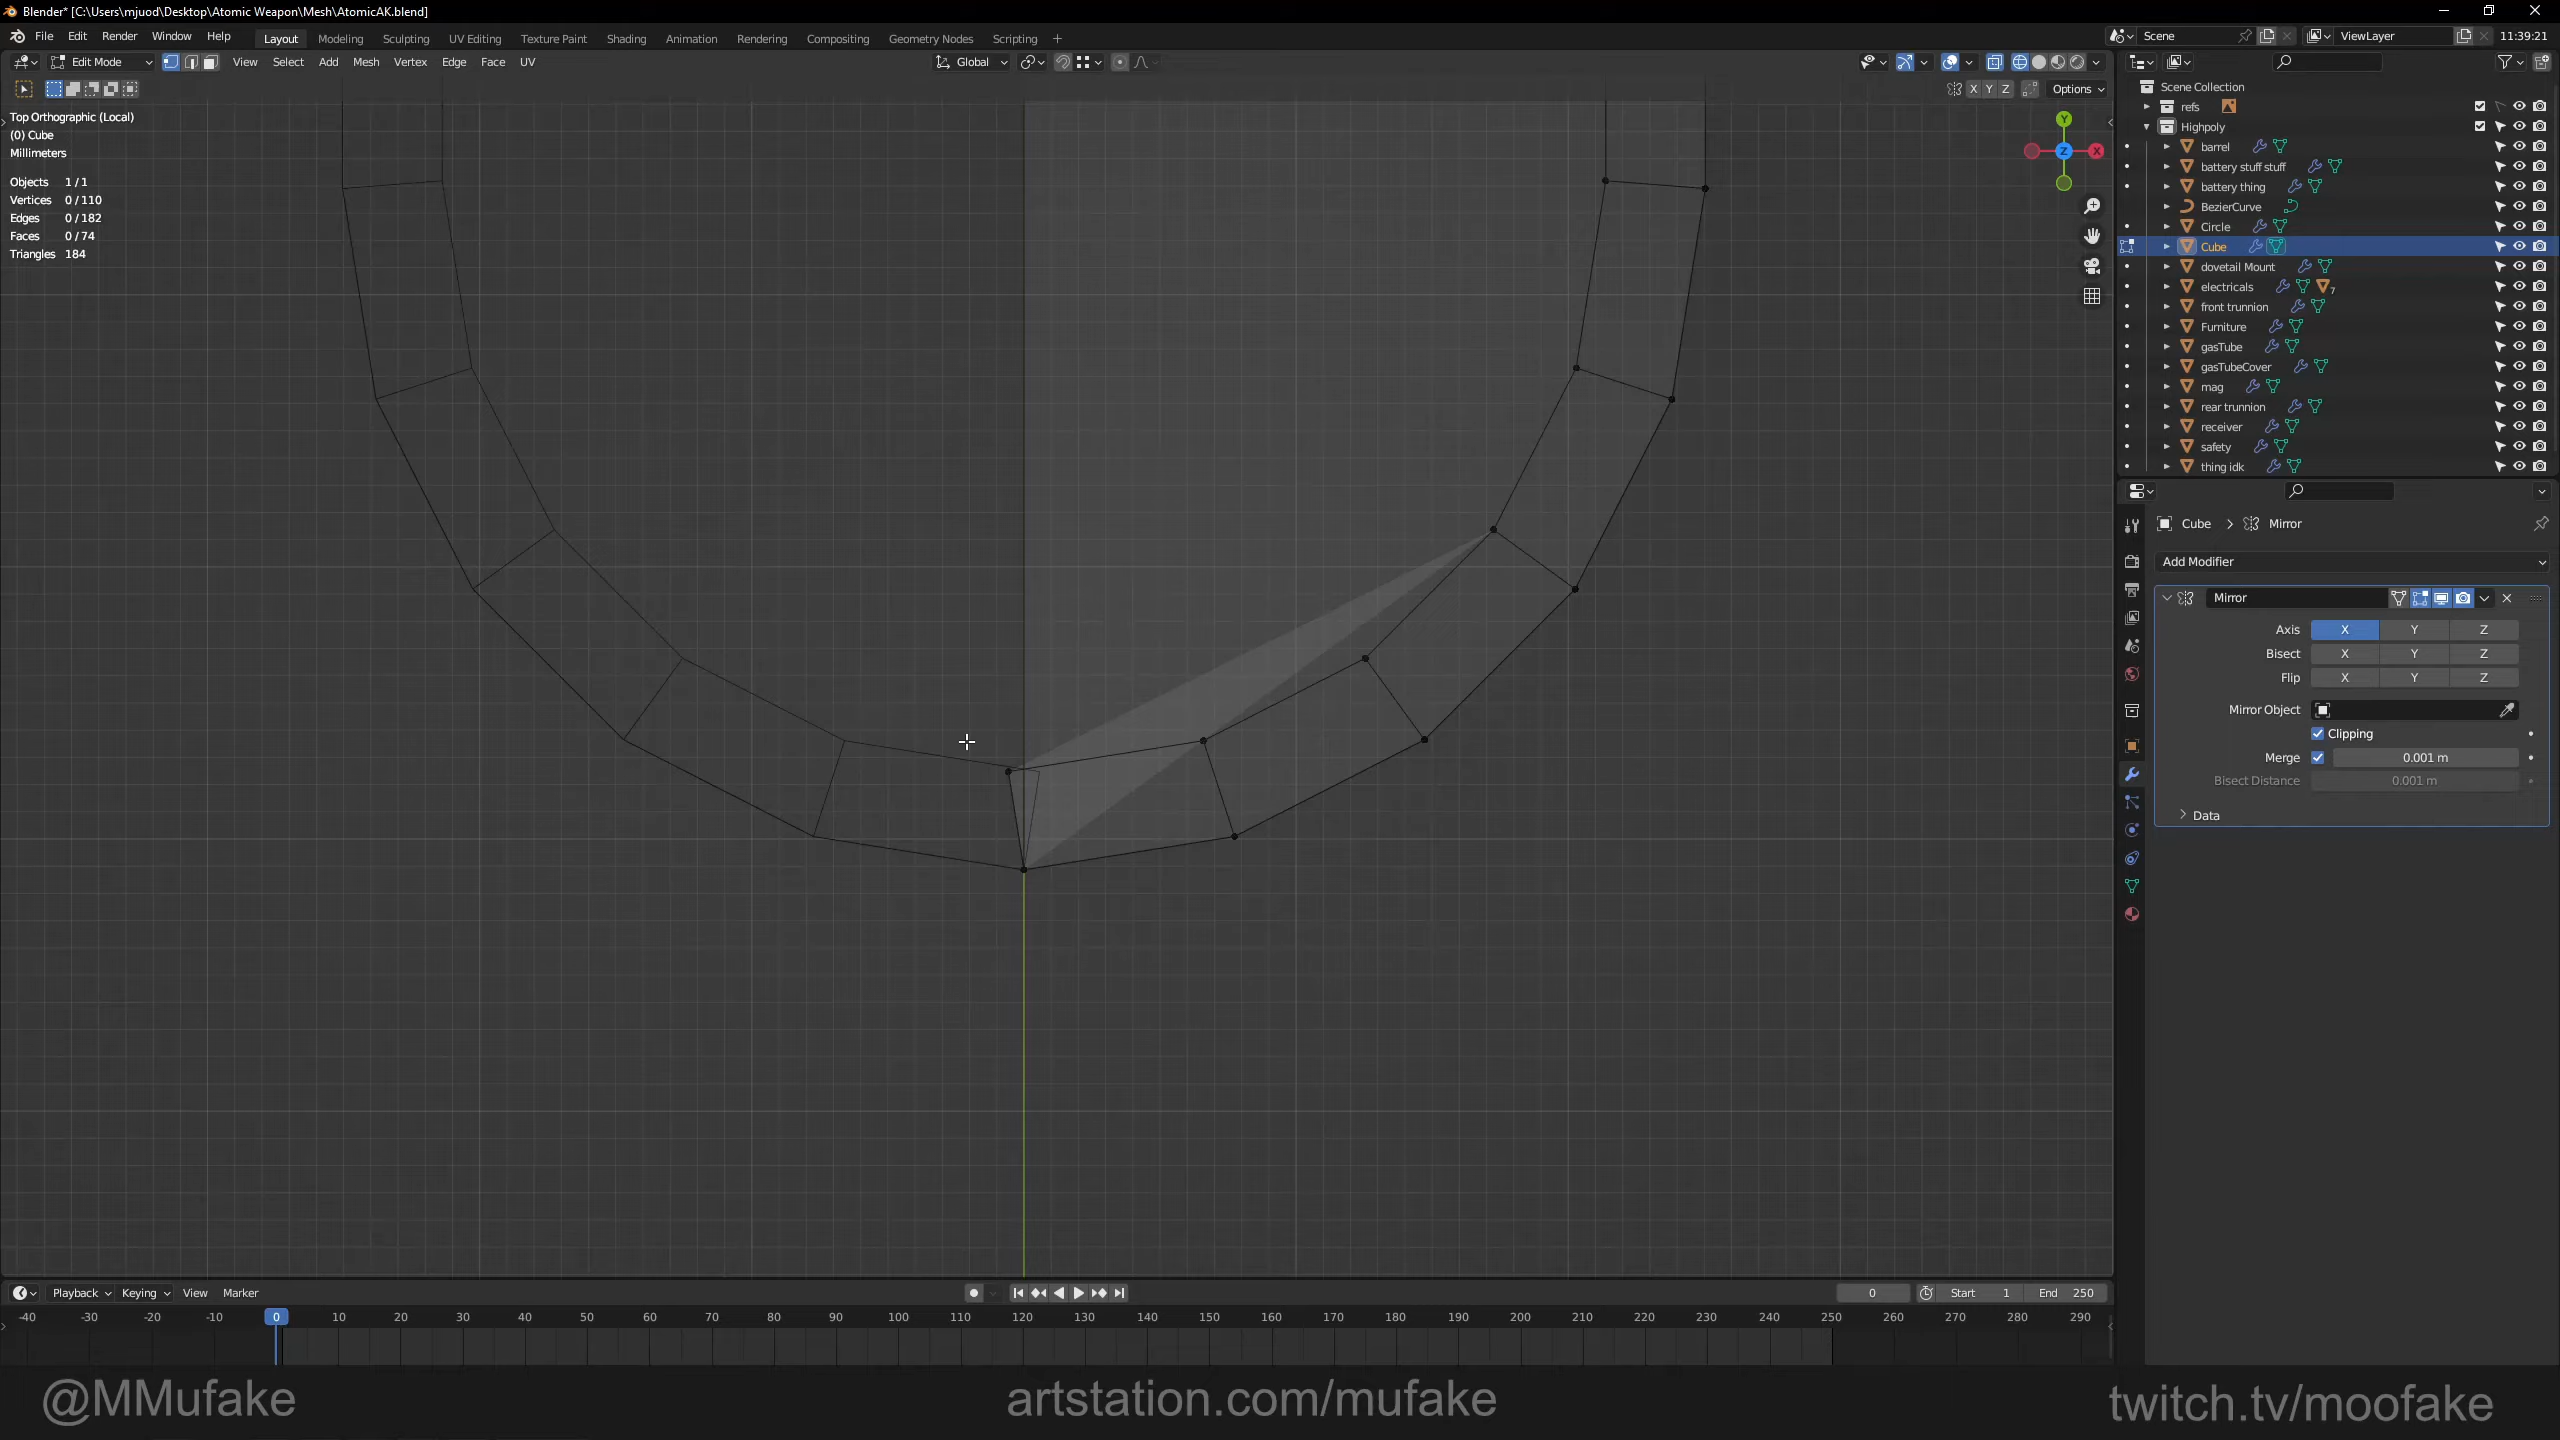 Blender* [C:\Users\mjuod\Desktop\Atomic Weapon\Mesh\AtomicAK.blend]
File Edit Render Window Help
Layout Modeling Sculpting UV Editing Texture Paint Shading Animation Rendering Compositing Geometry Nodes Scripting +
Scene
ViewLayer
11:39:21
Edit Mode
View Select Add Mesh Vertex Edge Face UV
Global
X Y Z
Options
Top Orthographic (Local)
(0) Cube
Millimeters
Objects 1 / 1
Vertices 0 / 110
Edges 0 / 182
Faces 0 / 74
Triangles 184
Y
Z
X
Scene Collection
refs
Highpoly
barrel
battery stuff stuff
battery thing
BezierCurve
Circle
Cube
dovetail Mount
electricals 7
front trunnion
Furniture
gasTube
gasTubeCover
mag
rear trunnion
receiver
safety
thing idk
Cube > Mirror
Add Modifier
Mirror
Axis X Y Z
Bisect X Y Z
Flip X Y Z
Mirror Object
Clipping
Merge 0.001 m
Bisect Distance 0.001 m
Data
Playback Keying View Marker
0 Start 1 End 250
-40 -30 -20 -10 0 10 20 30 40 50 60 70 80 90 100 110 120 130 140 150 160 170 180 190 200 210 220 230 240 250 260 270 280 290
@MMufake
artstation.com/mufake
twitch.tv/moofake